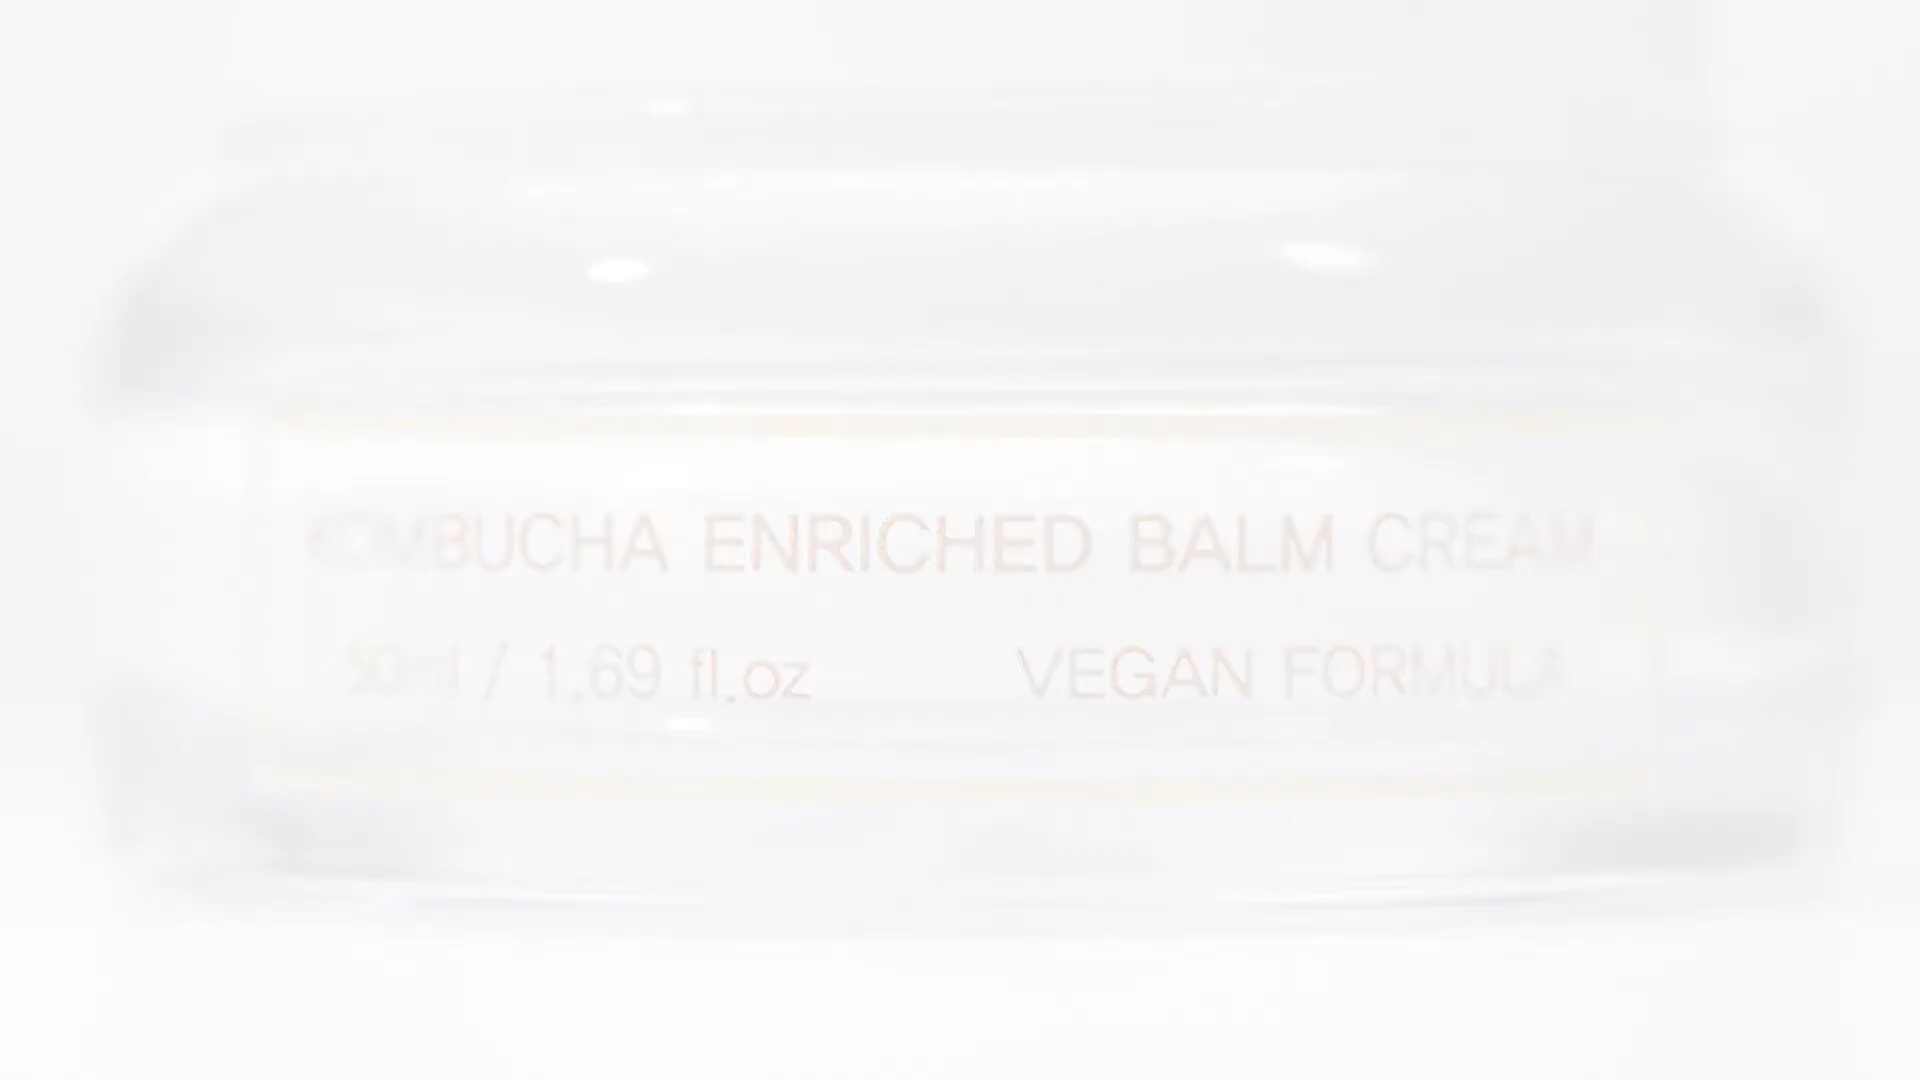 KOMBUCHA ENRICHED BALM CREAM
50ml / 1.69 fl.oz VEGAN FORMULA